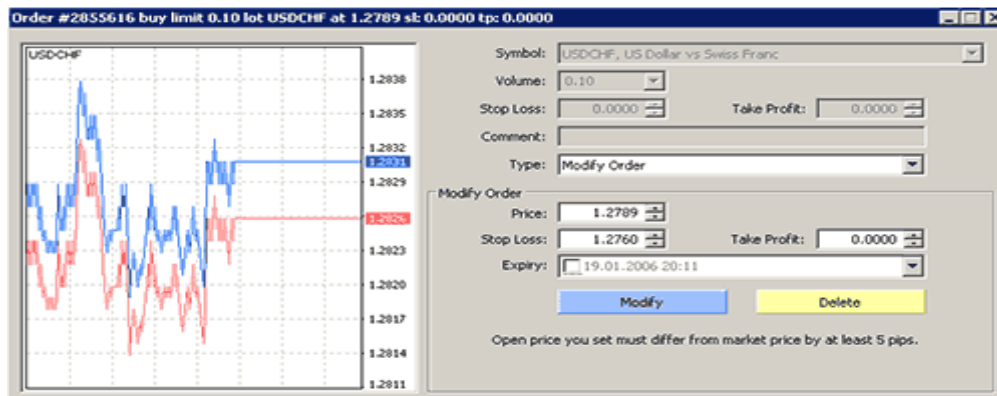 Order #2855616 buy limit 0.10 lot USDCHF at 1.2789 sl: 0.0000 tp: 0.0000
USDCHF
1.2838
1.2835
1.2832
1.2831
1.2829
1.2826
1.2823
1.2820
1.2817
1.2814
1.2811
Symbol: USDCHF, US Dollar vs Swiss Franc
Volume: 0.10
Stop Loss: 0.0000 Take Profit: 0.0000
Comment:
Type: Modify Order
Modify Order
Price: 1.2789
Stop Loss: 1.2760 Take Profit: 0.0000
Expiry: 19.01.2006 20:11
Modify Delete
Open price you set must differ from market price by at least 5 pips.